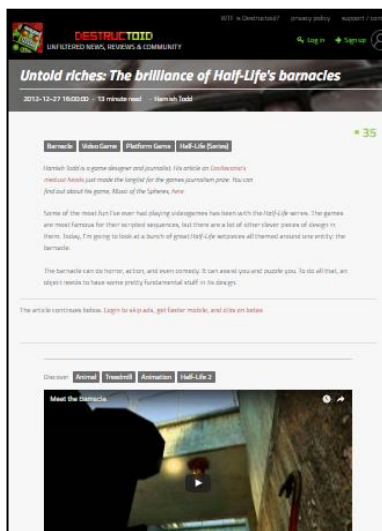 WTF is Destructoid? privacy policy support / con
DESTRUCTOID
UNFILTERED NEWS, REVIEWS & COMMUNITY
Log in Sign up
Untold riches: The brilliance of Half-Life's barnacles
2012-12-27 16:00:00 - 13 minute read - Hamish Todd
35
Barnacle Video Game Platform Game Half-Life (Series)
Hamish Todd is a game designer and journalist. His article on Castlevania's
medusa heads just made the longlist for the games journalism prize. You can
find out about his game, Music of the Spheres, here
Some of the most fun I've ever had playing videogames has been with the Half-Life series. The games
are most famous for their scripted sequences, but there are a lot of other clever pieces of design in
them. Today, I'm going to look at a bunch of great Half-Life setpieces all themed around one entity: the
barnacle.
The barnacle can do horror, action, and even comedy. It can assist you and puzzle you. To do all that, an
object needs to have some pretty fundamental stuff in its design.
The article continues below. Login to skip ads, get faster mobile, and dibs on betas
Discover: Animal Treadmill Animation Half-Life 2
Meet the barnacle